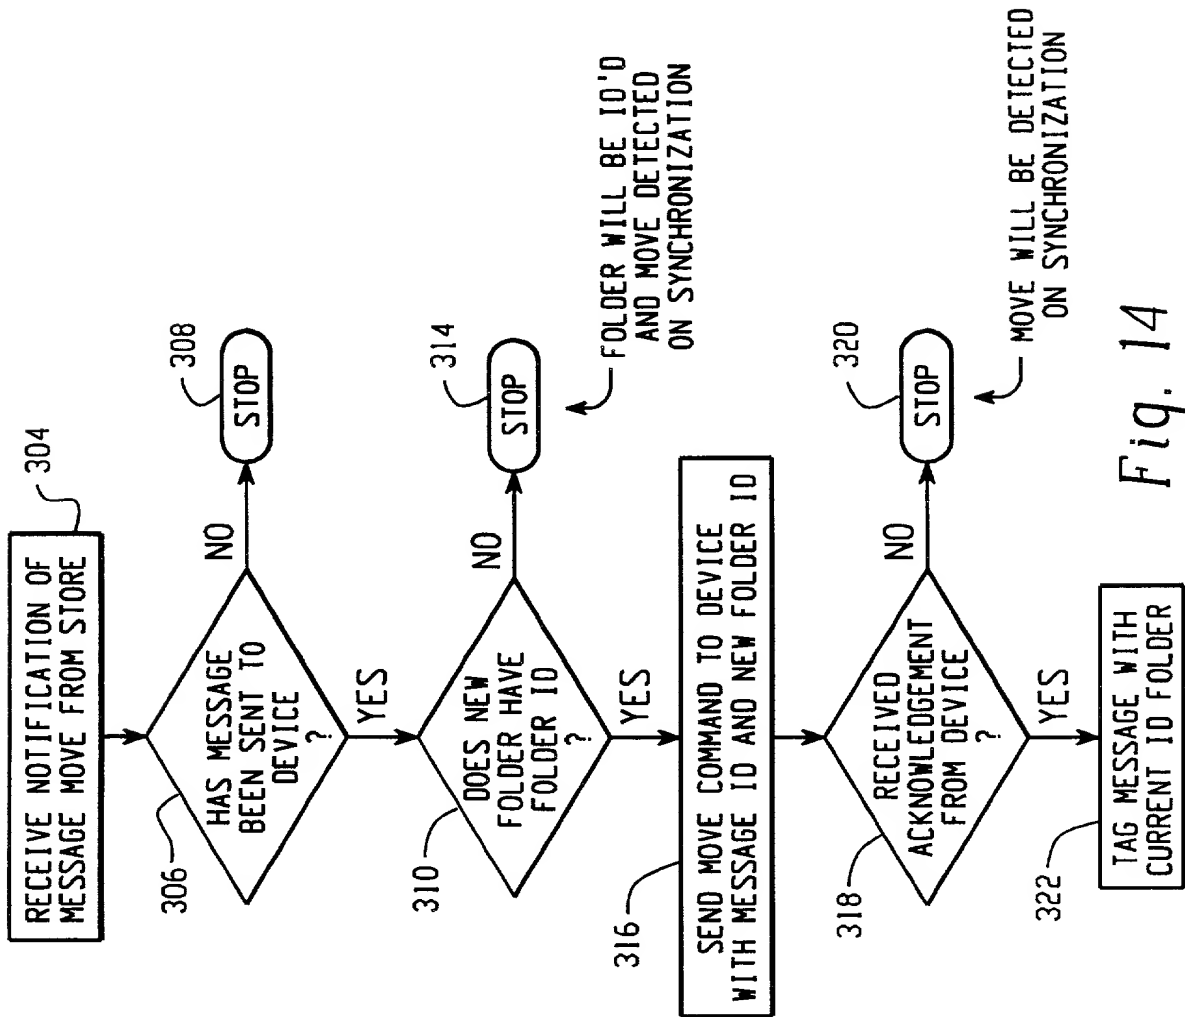 RECEIVE NOTIFICATION OF
MESSAGE MOVE FROM STORE
304
HAS MESSAGE
BEEN SENT TO
DEVICE
?
306
NO
STOP
308
YES
DOES NEW
FOLDER HAVE
FOLDER ID
?
310
NO
STOP
314
FOLDER WILL BE ID'D
AND MOVE DETECTED
ON SYNCHRONIZATION
YES
SEND MOVE COMMAND TO DEVICE
WITH MESSAGE ID AND NEW FOLDER ID
316
RECEIVED
ACKNOWLEDGEMENT
FROM DEVICE
?
318
NO
STOP
320
MOVE WILL BE DETECTED
ON SYNCHRONIZATION
YES
TAG MESSAGE WITH
CURRENT ID FOLDER
322
Fig. 14